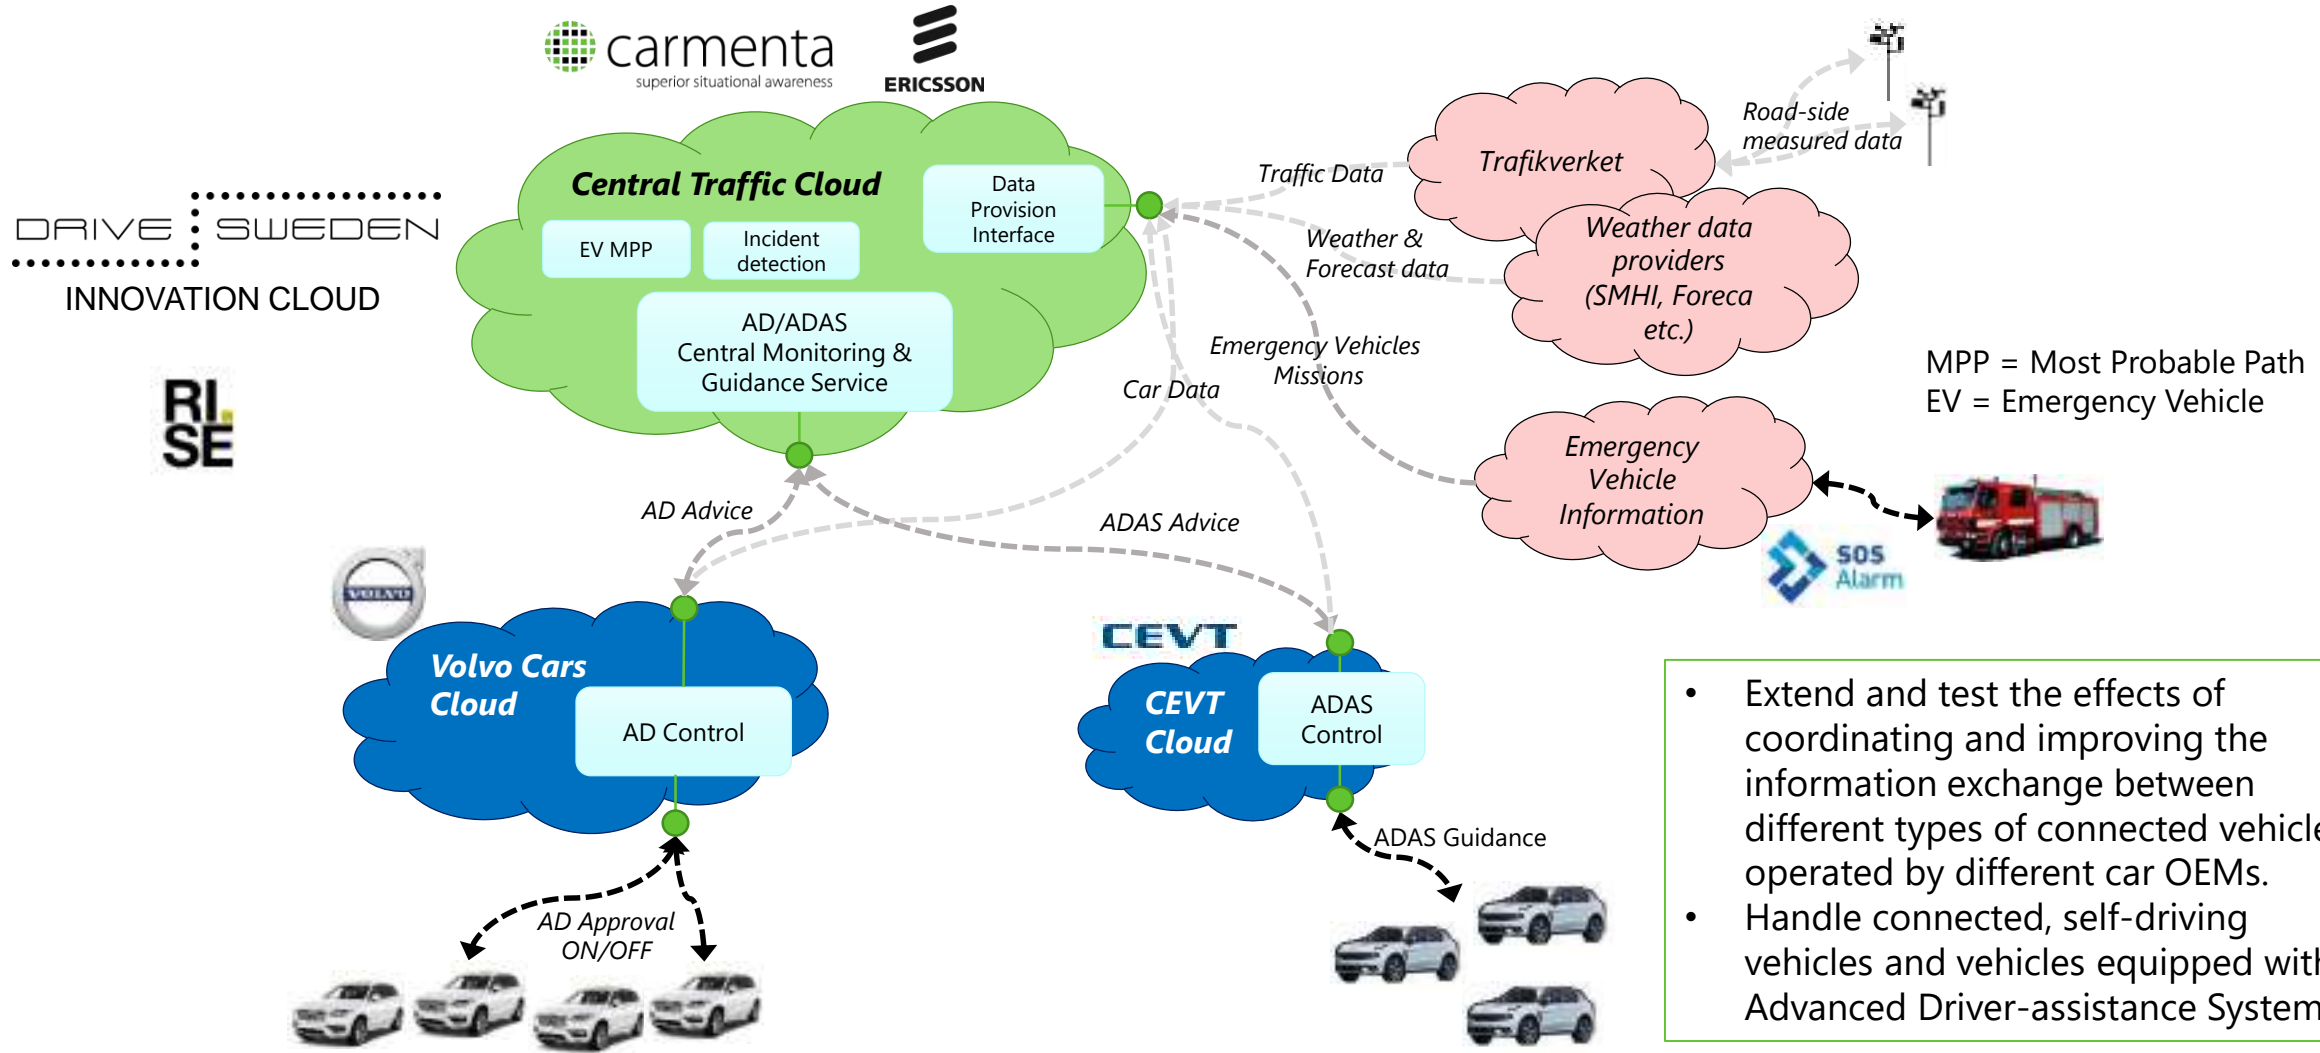 carmenta
superior situational awareness
ERICSSON
DRIVE SWEDEN
INNOVATION CLOUD
RI.
SE
Central Traffic Cloud
EV MPP
Incident
detection
Data
Provision
Interface
AD/ADAS
Central Monitoring &
Guidance Service
Traffic Data
Weather &
Forecast data
Emergency Vehicles
Missions
Car Data
Trafikverket
Road-side
measured data
Weather data
providers
(SMHI, Foreca
etc.)
MPP = Most Probable Path
EV = Emergency Vehicle
Emergency
Vehicle
Information
SOS
Alarm
AD Advice
ADAS Advice
VOLVO
Volvo Cars
Cloud
AD Control
CEVT
CEVT
Cloud
ADAS
Control
AD Approval
ON/OFF
ADAS Guidance
• Extend and test the effects of
coordinating and improving the
information exchange between
different types of connected vehicle
operated by different car OEMs.
• Handle connected, self-driving
vehicles and vehicles equipped with
Advanced Driver-assistance System